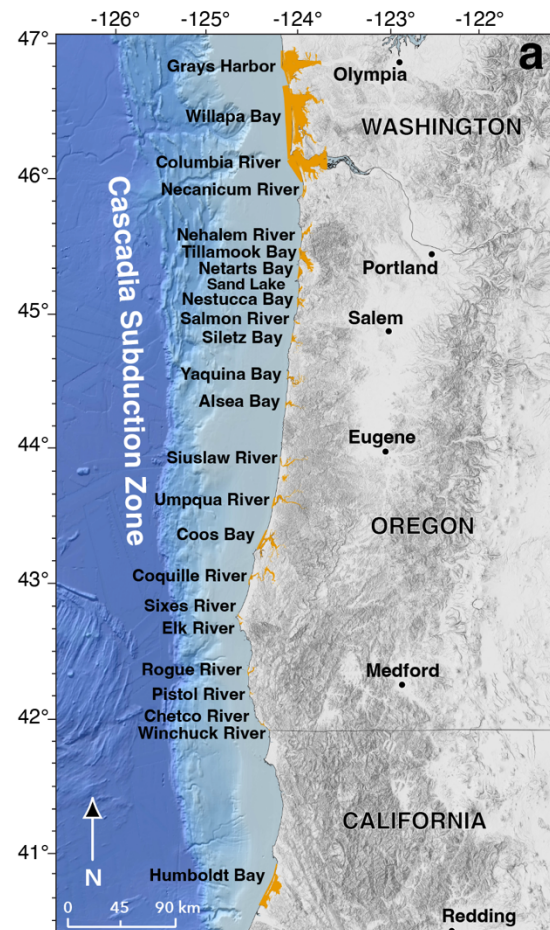 -126°
-125°
-124°
-123°
-122°
a
47°
46°
45°
44°
43°
42°
41°
Grays Harbor
Olympia
Willapa Bay
WASHINGTON
Columbia River
Necanicum River
Nehalem River
Tillamook Bay
Netarts Bay
Portland
Sand Lake
Nestucca Bay
Salmon River
Salem
Siletz Bay
Yaquina Bay
Alsea Bay
Eugene
Siuslaw River
Umpqua River
OREGON
Coos Bay
Coquille River
Sixes River
Elk River
Rogue River
Medford
Pistol River
Chetco River
Winchuck River
CALIFORNIA
Humboldt Bay
Redding
Cascadia Subduction Zone
N
0 45 90 km